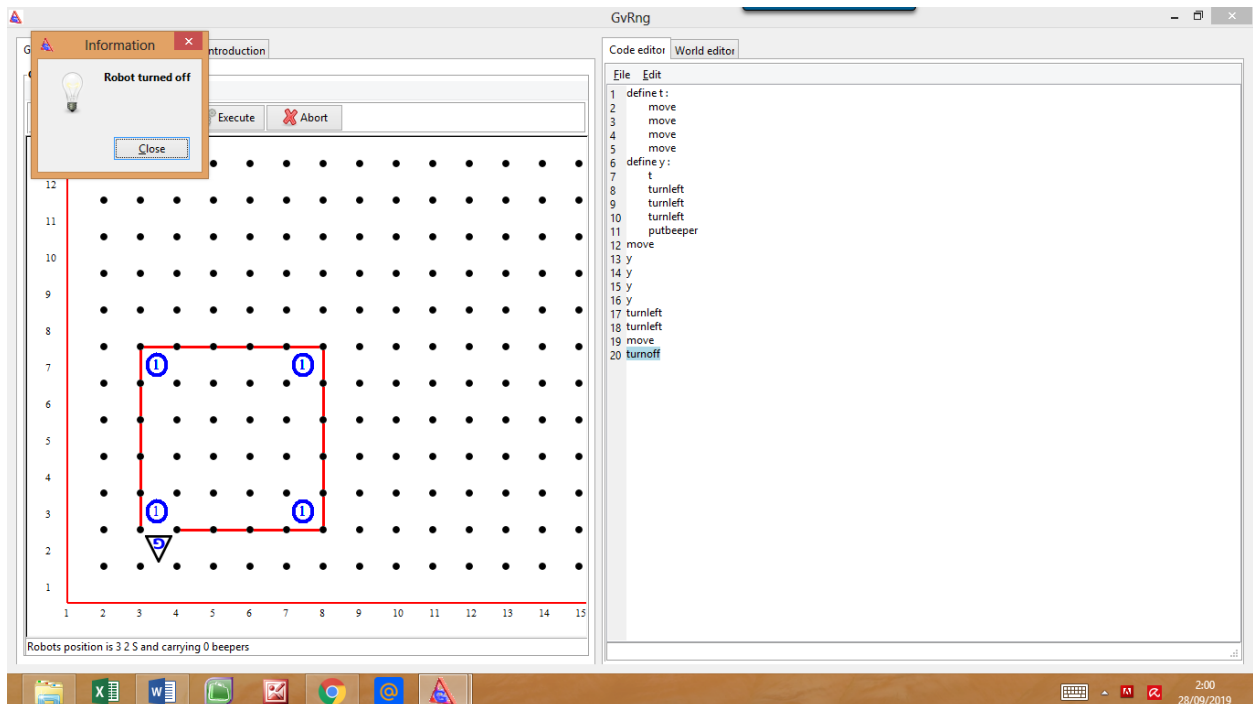 GvRng
Information
Robot turned off
Close
ntroduction
Execute
Abort
12
11
10
9
8
7
6
5
4
3
2
1
1 1
1 1
G
1 2 3 4 5 6 7 8 9 10 11 12 13 14 15
Robots position is 3 2 S and carrying 0 beepers
Code editor World editor
File Edit
1 define t :
2 move
3 move
4 move
5 move
6 define y :
7 t
8 turnleft
9 turnleft
10 turnleft
11 putbeeper
12 move
13 y
14 y
15 y
16 y
17 turnleft
18 turnleft
19 move
20 turnoff
2:00
28/09/2019